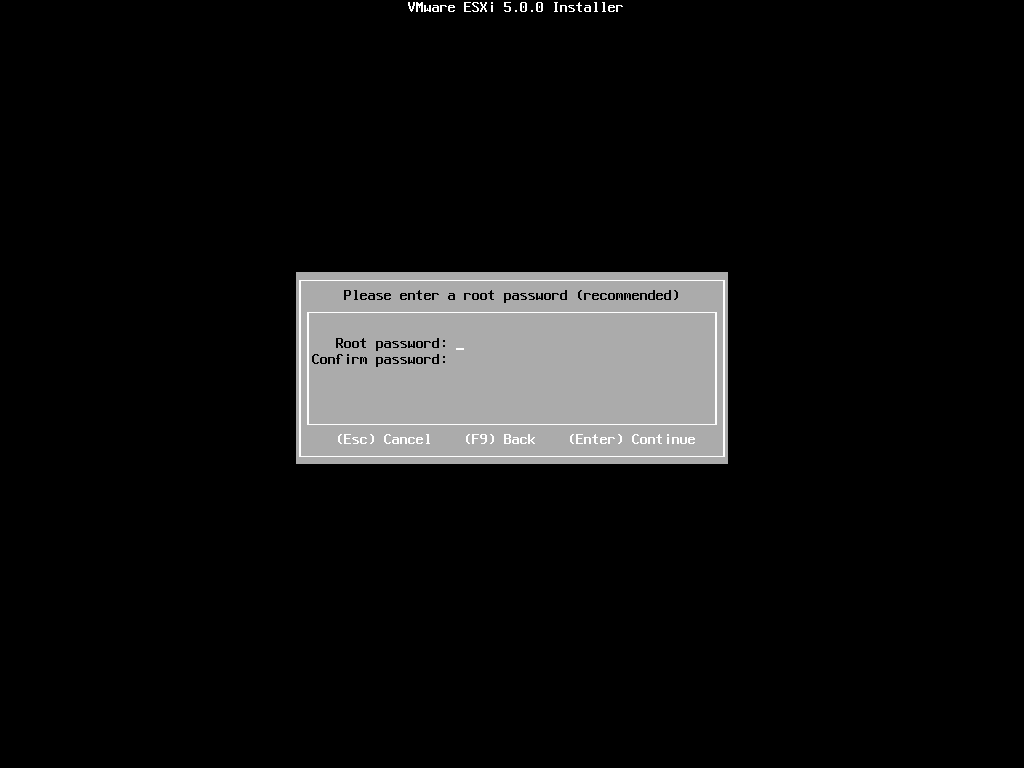 VMware ESXi 5.0.0 Installer
Please enter a root password (recommended)
Root password: _
Confirm password:
(Esc) Cancel (F9) Back (Enter) Continue